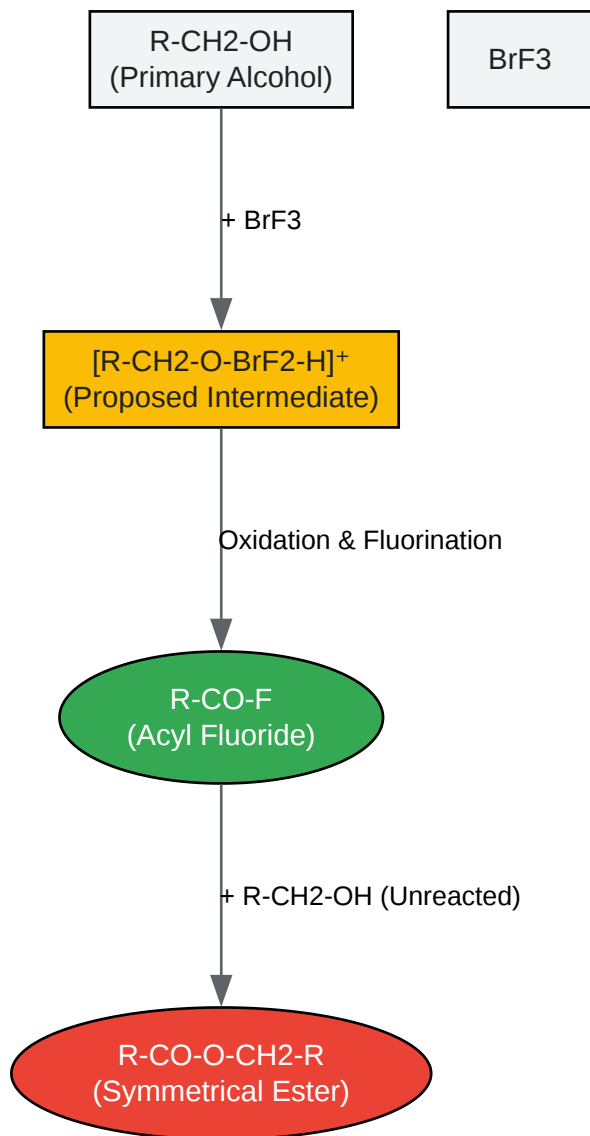 R-CH2-OH
(Primary Alcohol)
BrF3
+ BrF3
[R-CH2-O-BrF2-H]⁺
(Proposed Intermediate)
Oxidation & Fluorination
R-CO-F
(Acyl Fluoride)
+ R-CH2-OH (Unreacted)
R-CO-O-CH2-R
(Symmetrical Ester)